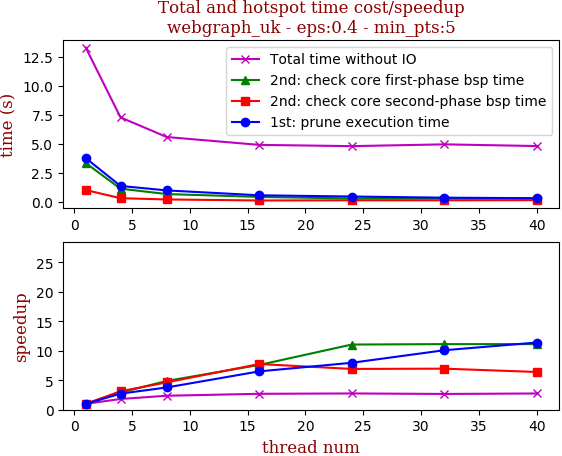 Total and hotspot time cost/speedup
webgraph_uk - eps:0.4 - min_pts:5
time (s)
12.5
10.0
7.5
5.0
2.5
0.0
Total time without IO
2nd: check core first-phase bsp time
2nd: check core second-phase bsp time
1st: prune execution time
0 5 10 15 20 25 30 35 40
speedup
25
20
15
10
5
0
0 5 10 15 20 25 30 35 40
thread num